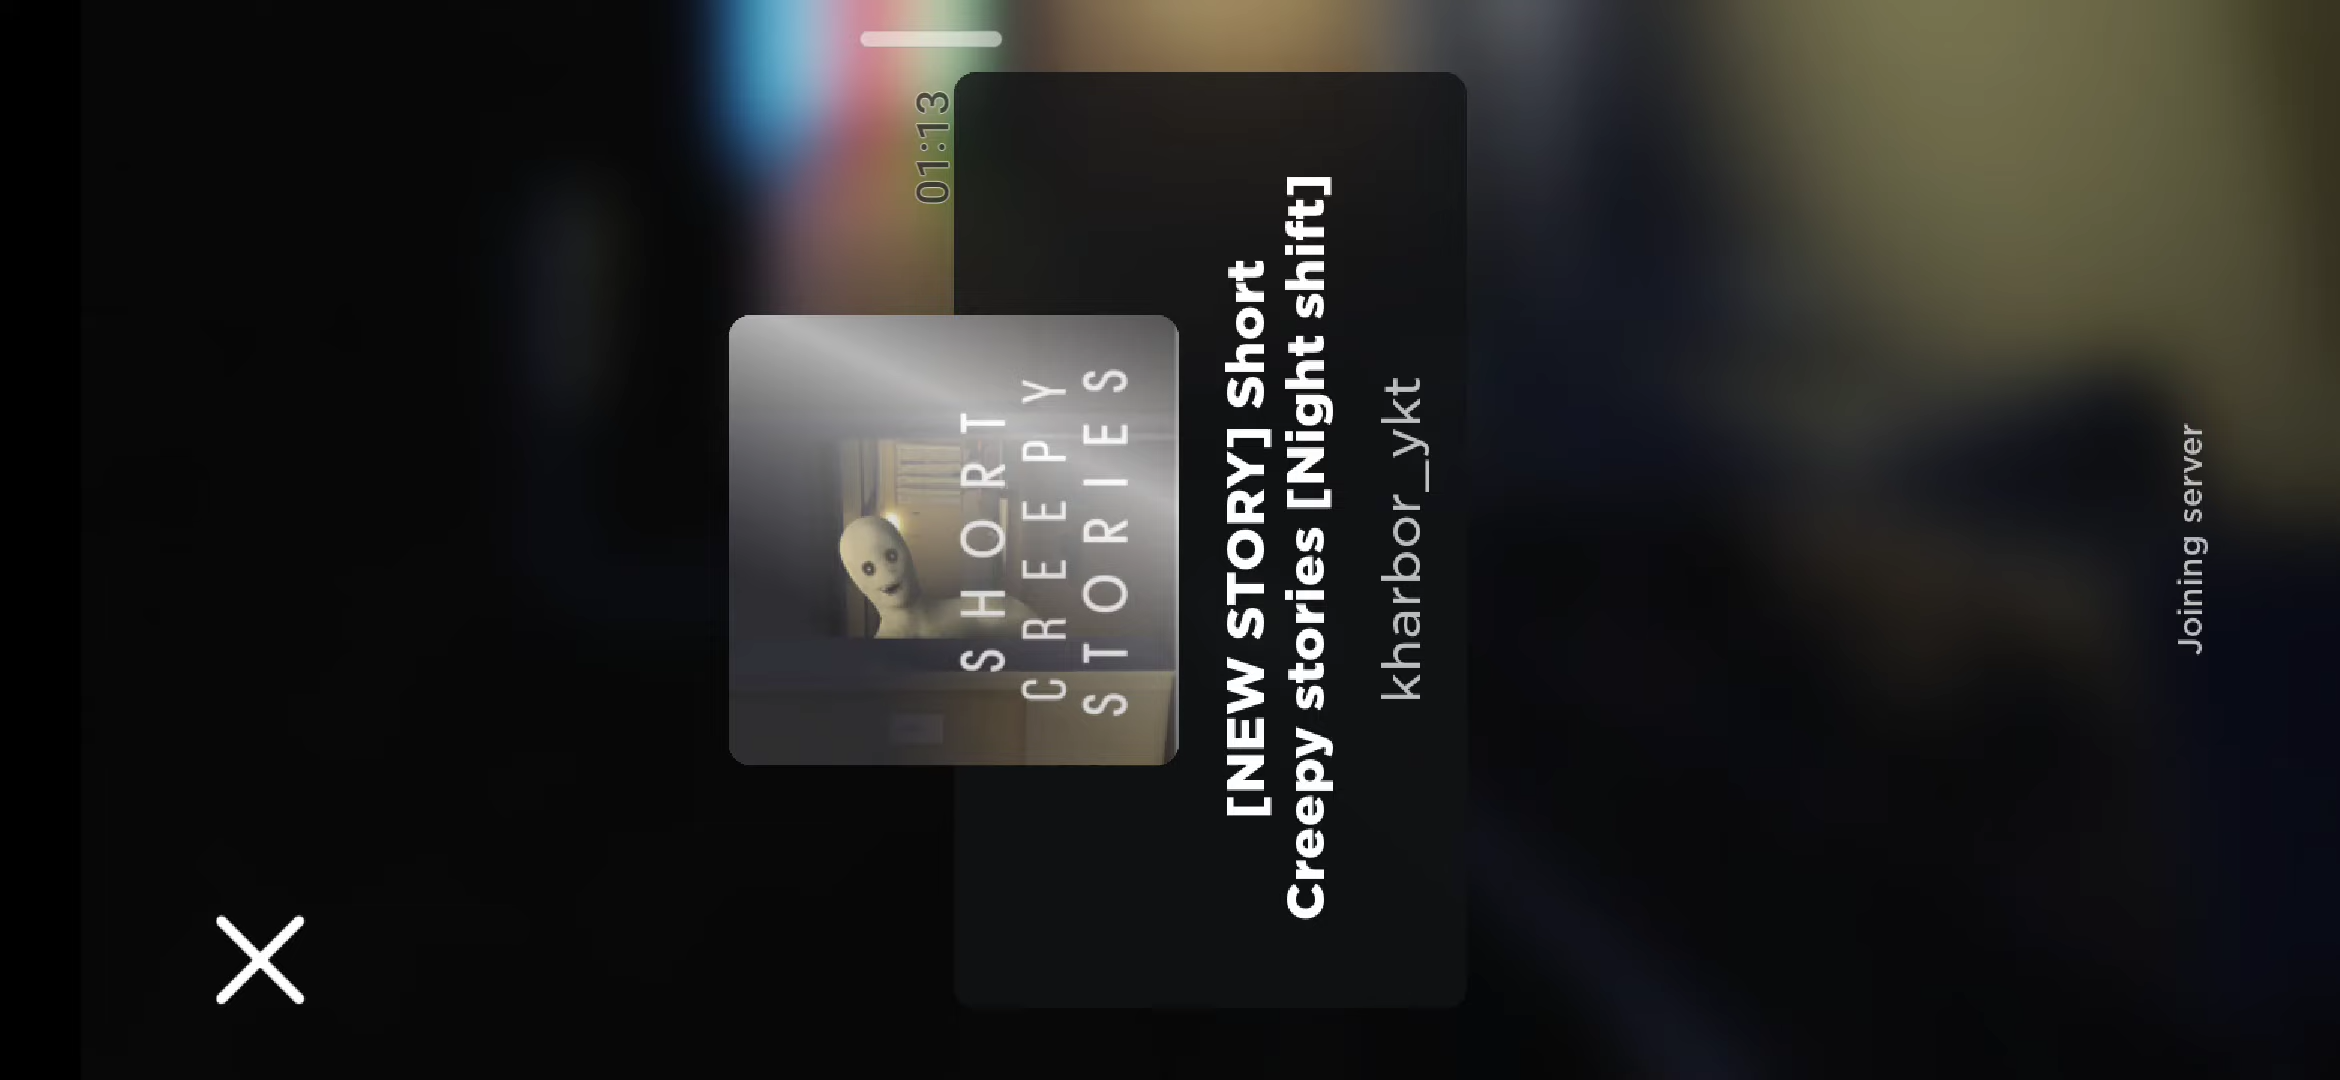 01:13
SHORT
CREEPY
STORIES
[NEW STORY] Short
Creepy stories [Night shift]
kharbor_ykt
Joining server